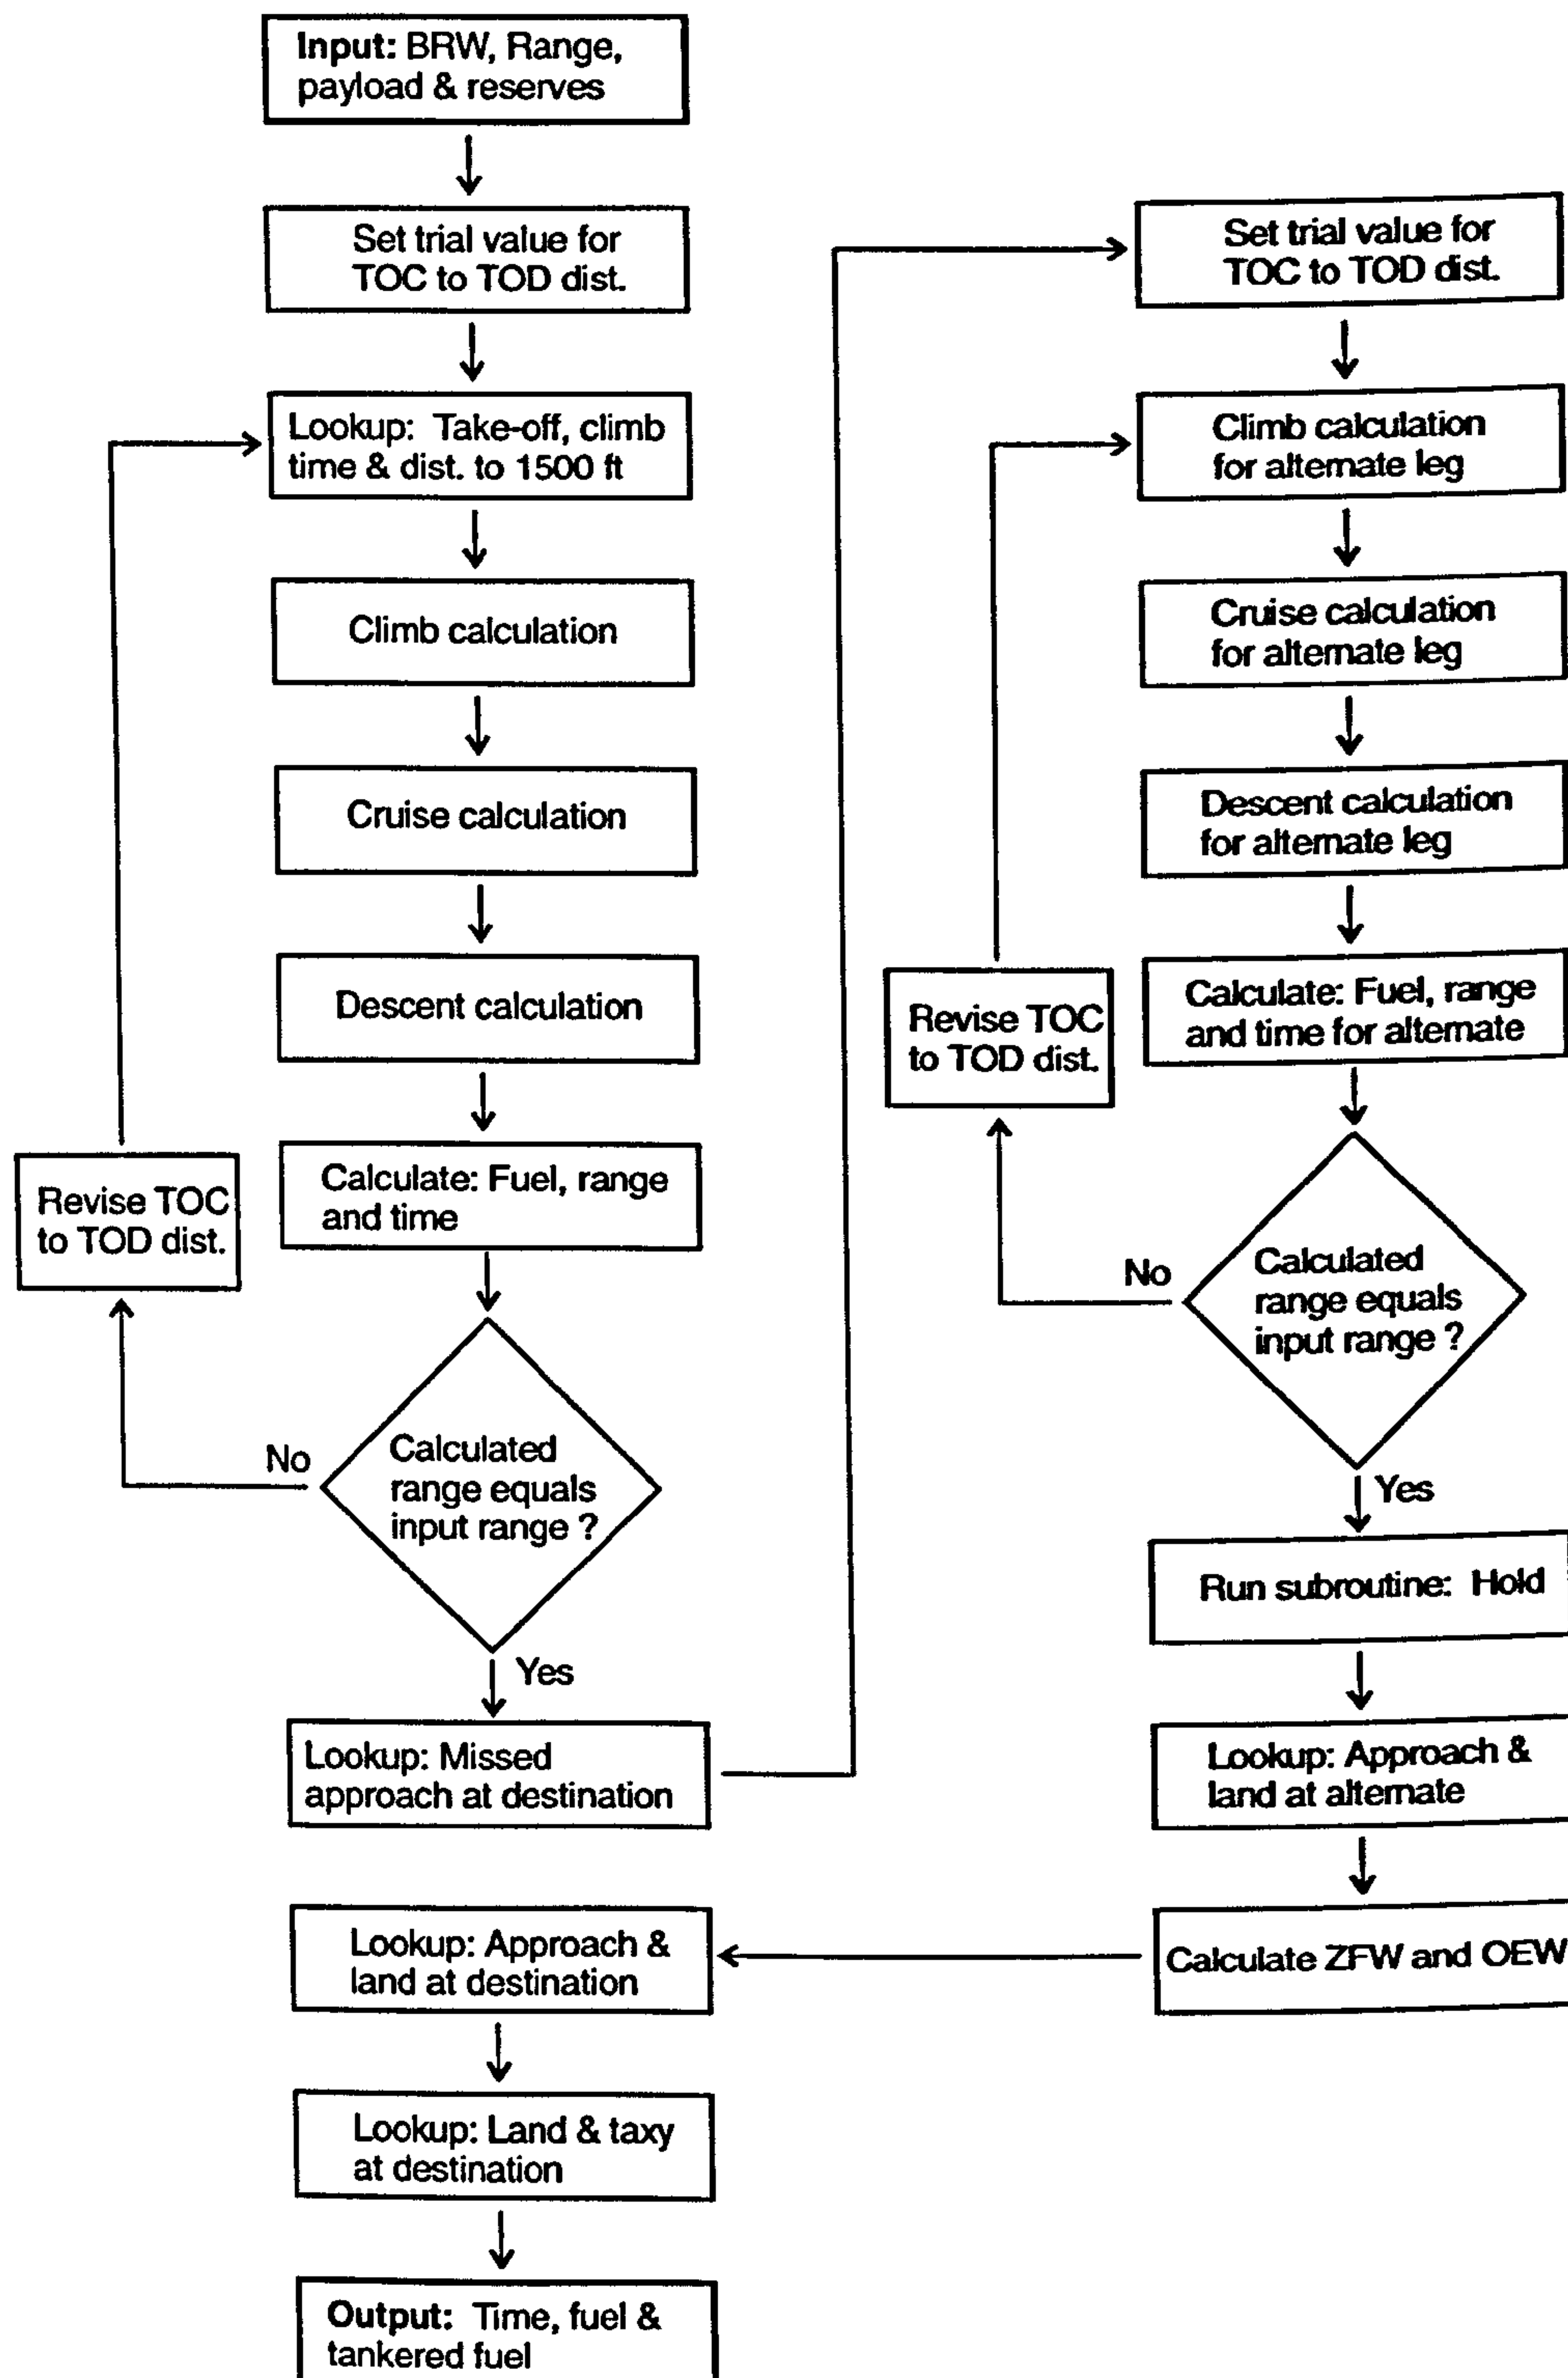 Input: BRW, Range,
payload & reserves
Set trial value for
TOC to TOD dist.
Lookup: Take-off, climb
time & dist. to 1500 ft
Climb calculation
Cruise calculation
Descent calculation
Calculate: Fuel, range
and time
Revise TOC
to TOD dist.
No
Calculated
range equals
input range ?
Yes
Lookup: Missed
approach at destination
Set trial value for
TOC to TOD dist.
Climb calculation
for alternate leg
Cruise calculation
for alternate leg
Descent calculation
for alternate leg
Calculate: Fuel, range
and time for alternate
Revise TOC
to TOD dist.
No
Calculated
range equals
input range ?
Yes
Run subroutine: Hold
Lookup: Approach &
land at alternate
Calculate ZFW and OEW
Lookup: Approach &
land at destination
Lookup: Land & taxy
at destination
Output: Time, fuel &
tankered fuel